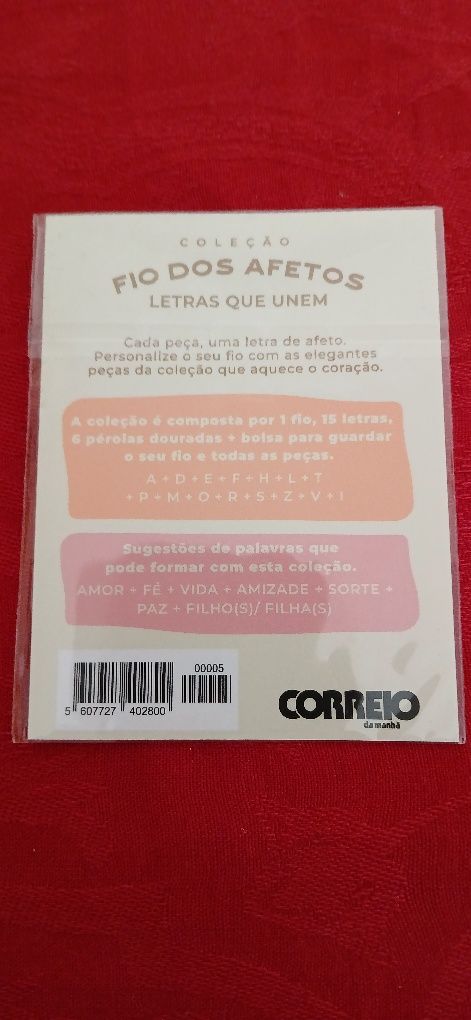 COLEÇÃO
FIO DOS AFETOS
LETRAS QUE UNEM
Cada peça, uma letra de afeto.
Personalize o seu fio com as elegantes
peças da coleção que aquece o coração.
A coleção é composta por 1 fio, 15 letras,
6 pérolas douradas + bolsa para guardar
o seu fio e todas as peças.
A + D + E + F + H + L + T
+ P + M + O + R + S + Z + V + I
Sugestões de palavras que
pode formar com esta coleção.
AMOR + FÉ + VIDA + AMIZADE + SORTE +
PAZ + FILHO(S)/ FILHA(S)
00005
5 607727 402800
CORREIO
da manhã